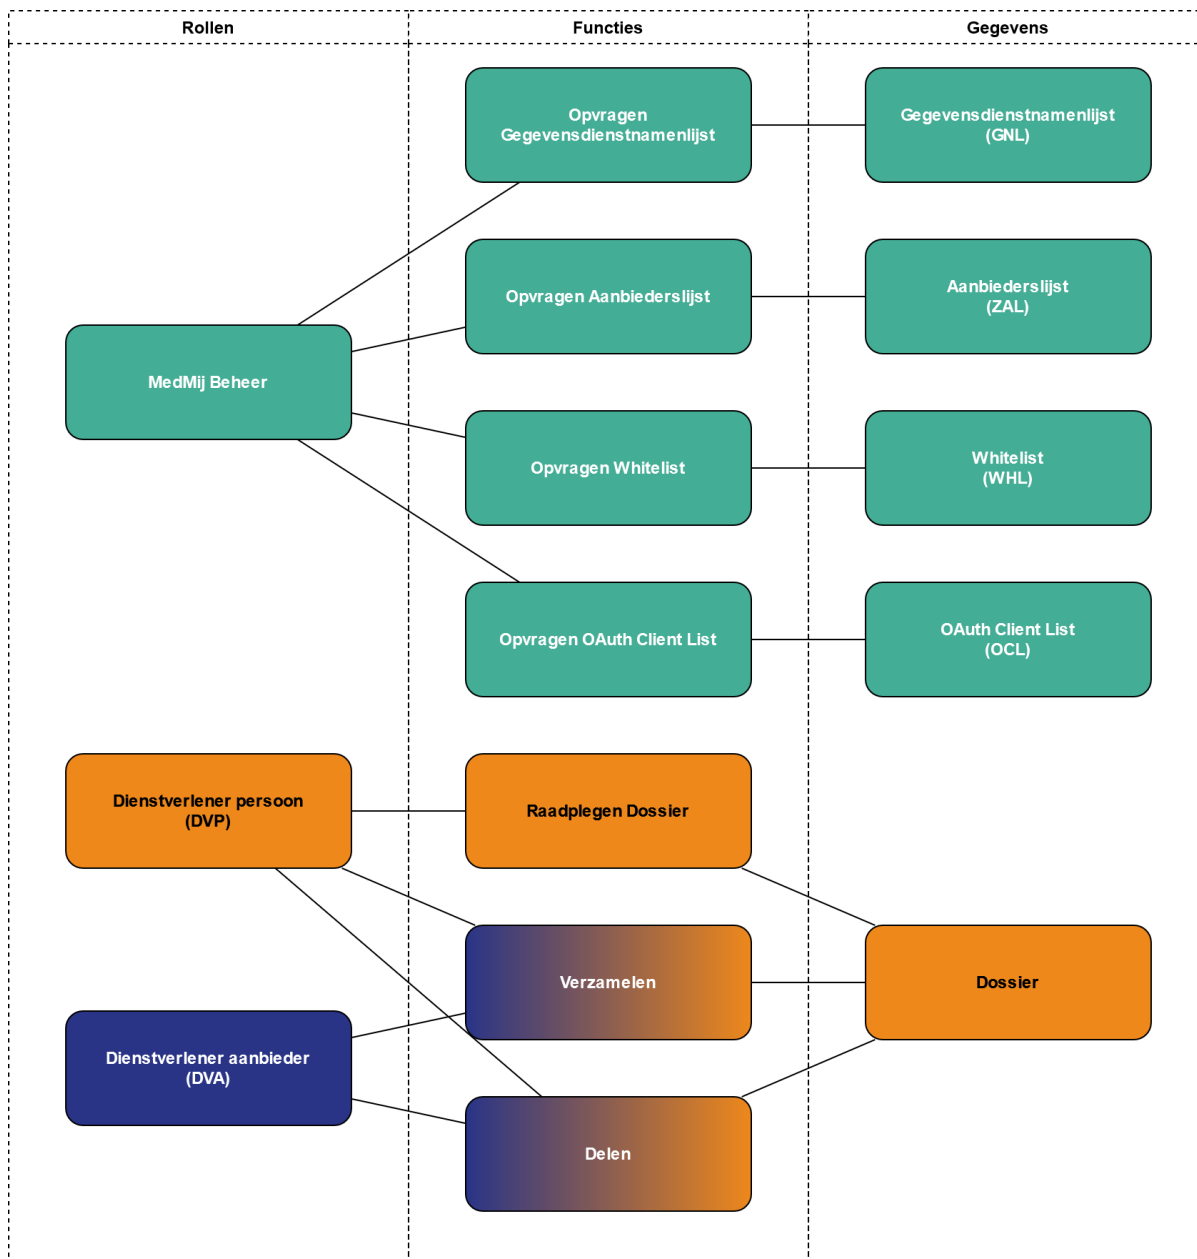 Rollen
Functies
Gegevens
Opvragen
Gegevensdienstnamenlijst
Gegevensdienstnamenlijst
(GNL)
Opvragen Aanbiederslijst
Aanbiederslijst
(ZAL)
MedMij Beheer
Opvragen Whitelist
Whitelist
(WHL)
Opvragen OAuth Client List
OAuth Client List
(OCL)
Dienstverlener persoon
(DVP)
Raadplegen Dossier
Verzamelen
Dossier
Dienstverlener aanbieder
(DVA)
Delen